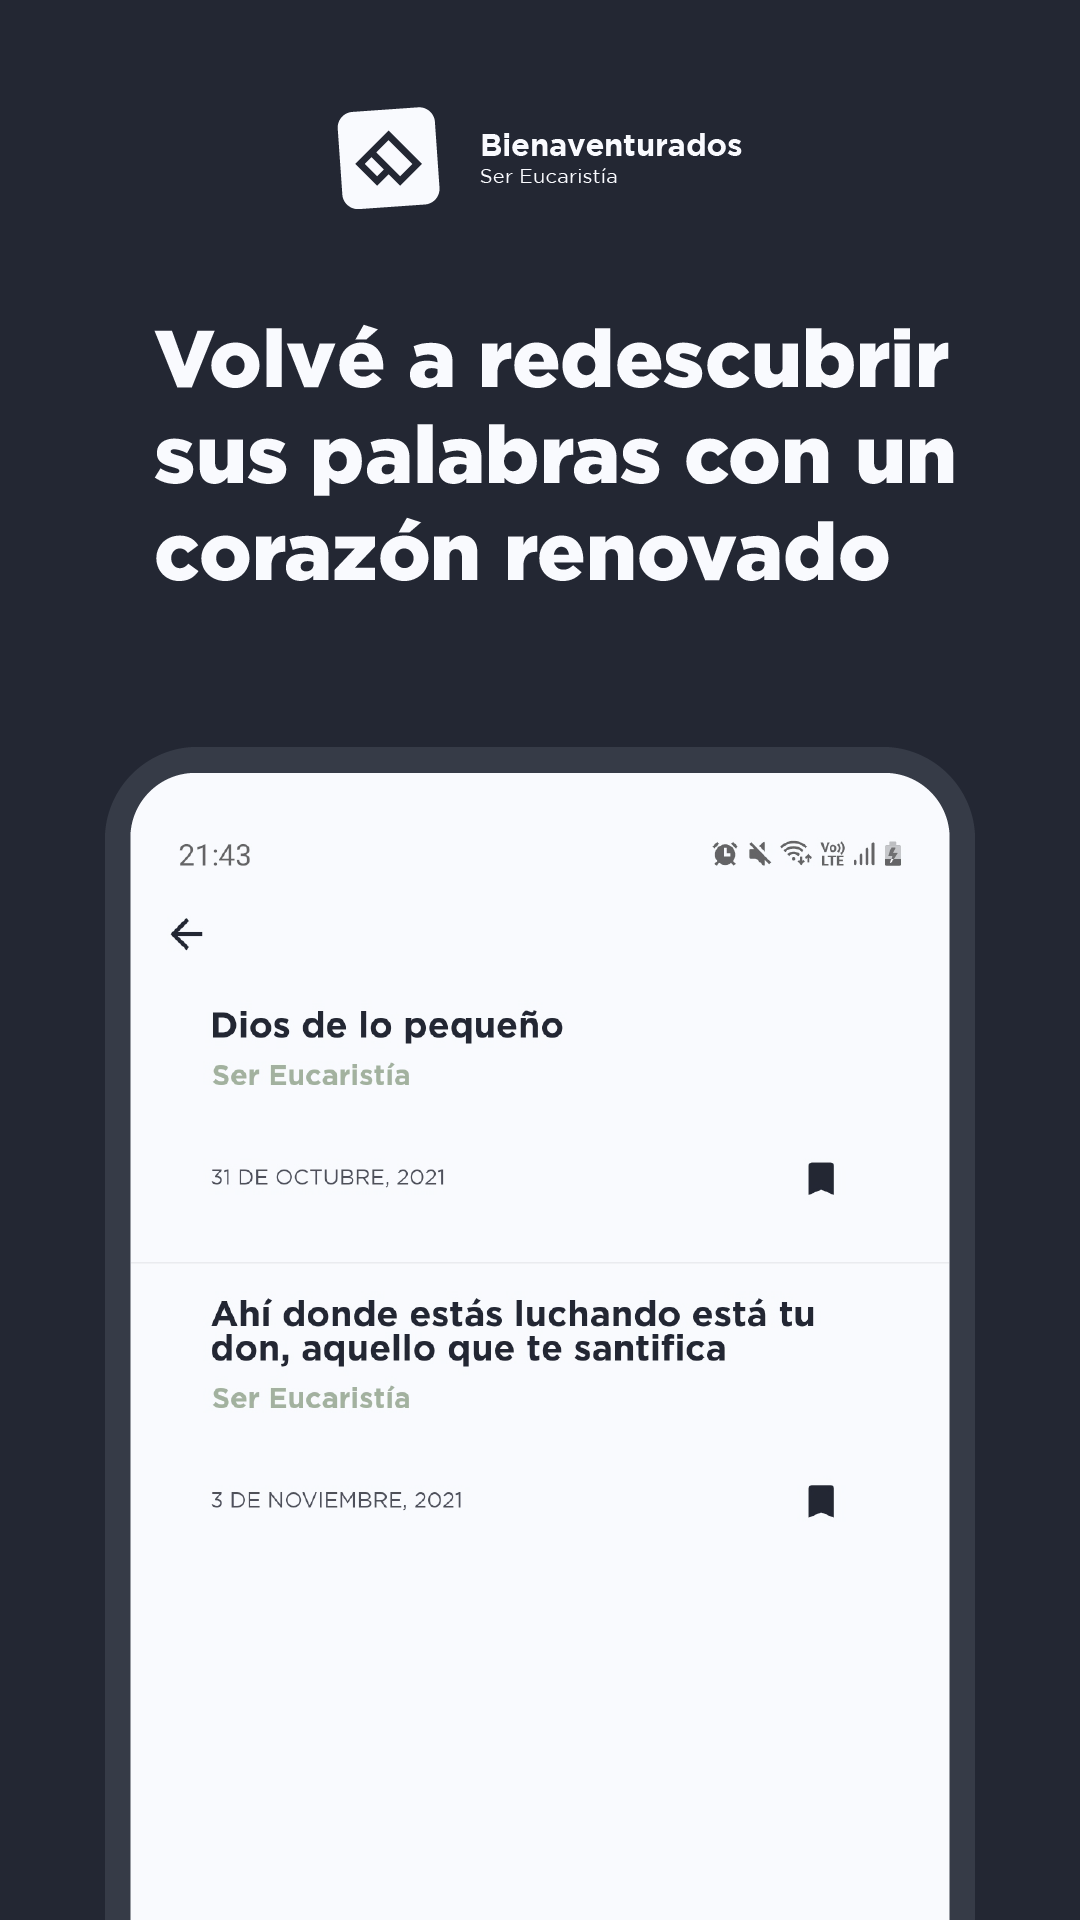 Bienaventurados
Ser Eucaristía
Volvé a redescubrir
sus palabras con un
corazón renovado
21:43
Vo))
LTE
Dios de lo pequeño
Ser Eucaristía
31 DE OCTUBRE, 2021
Ahí donde estás luchando está tu
don, aquello que te santifica
Ser Eucaristía
3 DE NOVIEMBRE, 2021